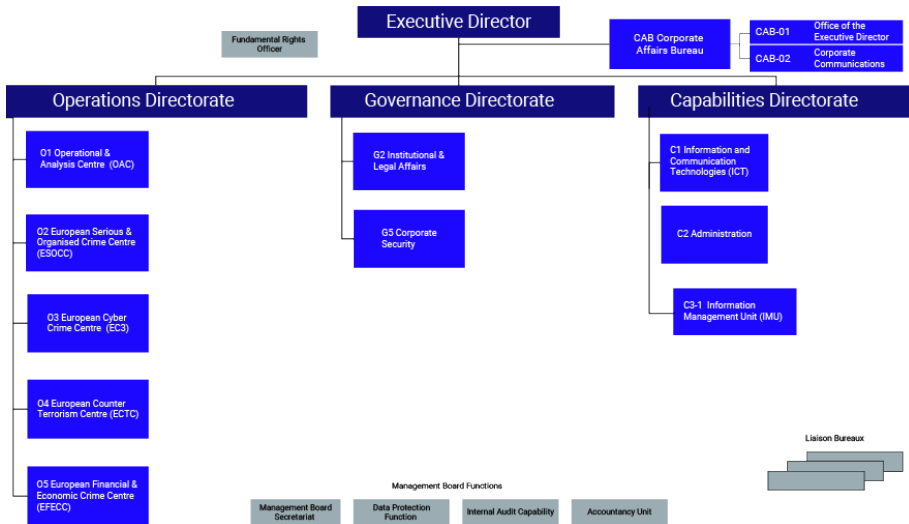 Executive Director
Fundamental Rights
Officer
CAB Corporate
Affairs Bureau
CAB-01 Office of the
Executive Director
CAB-02 Corporate
Communications
Operations Directorate
Governance Directorate
Capabilities Directorate
O1 Operational &
Analysis Centre (OAC)
O2 European Serious &
Organised Crime Centre
(ESOCC)
O3 European Cyber
Crime Centre (EC3)
O4 European Counter
Terrorism Centre (ECTC)
O5 European Financial &
Economic Crime Centre
(EFECC)
G2 Institutional &
Legal Affairs
G5 Corporate
Security
C1 Information and
Communication
Technologies (ICT)
C2 Administration
C3-1 Information
Management Unit (IMU)
Liaison Bureaux
Management Board Functions
Management Board
Secretariat
Data Protection
Function
Internal Audit Capability
Accountancy Unit